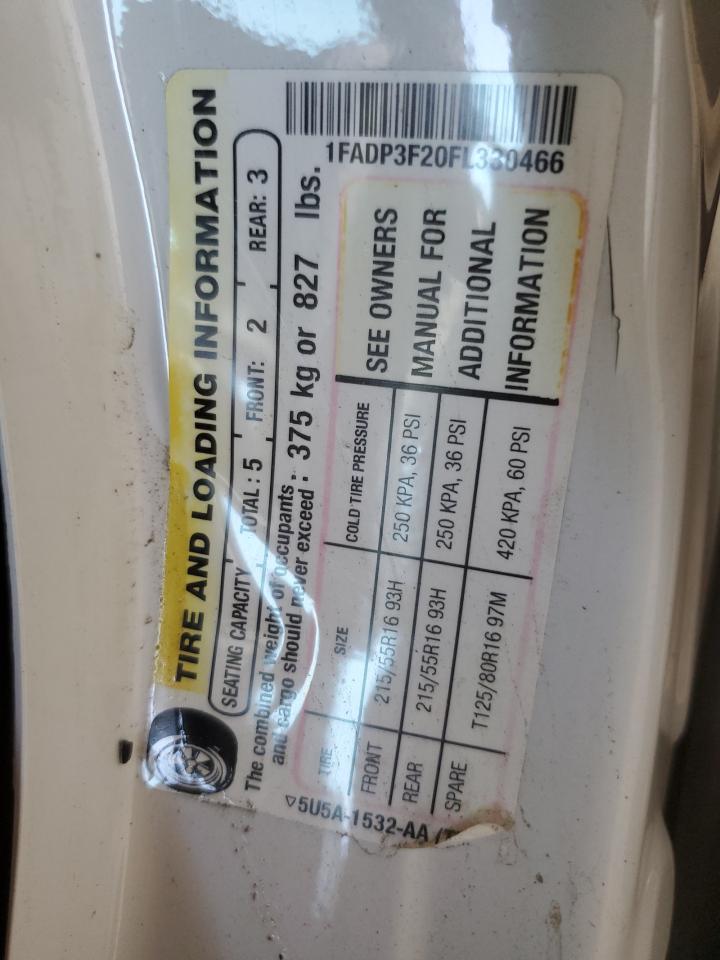 TIRE AND LOADING INFORMATION
SEATING CAPACITY TOTAL : 5 FRONT: 2 REAR: 3
The combined weight of occupants
and cargo should never exceed : 375 kg or 827 lbs.
TIRE SIZE COLD TIRE PRESSURE
FRONT 215/55R16 93H 250 KPA, 36 PSI
REAR 215/55R16 93H 250 KPA, 36 PSI
SPARE T125/80R16 97M 420 KPA, 60 PSI
SEE OWNERS
MANUAL FOR
ADDITIONAL
INFORMATION
5U5A-1532-AA
1FADP3F20FL330466